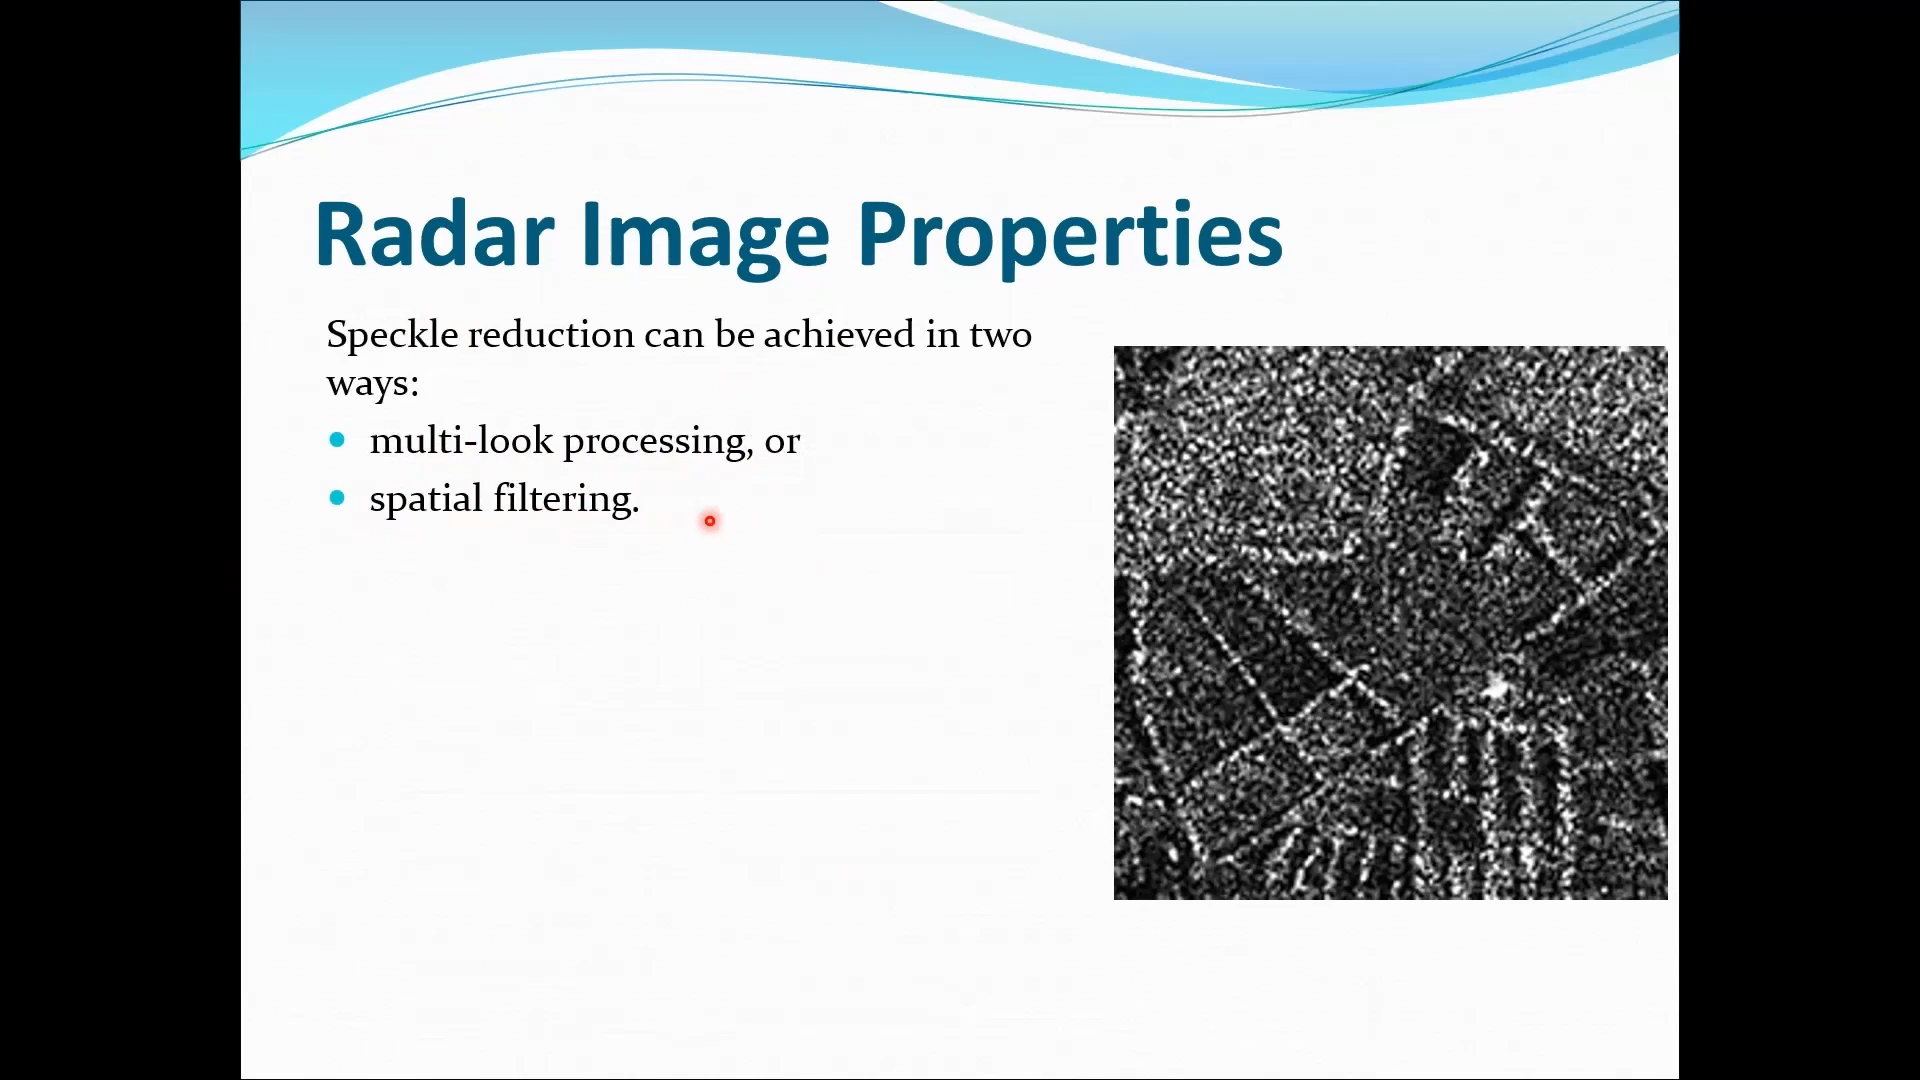 Radar Image Properties
Speckle reduction can be achieved in two
ways:
multi-look processing, or
spatial filtering.